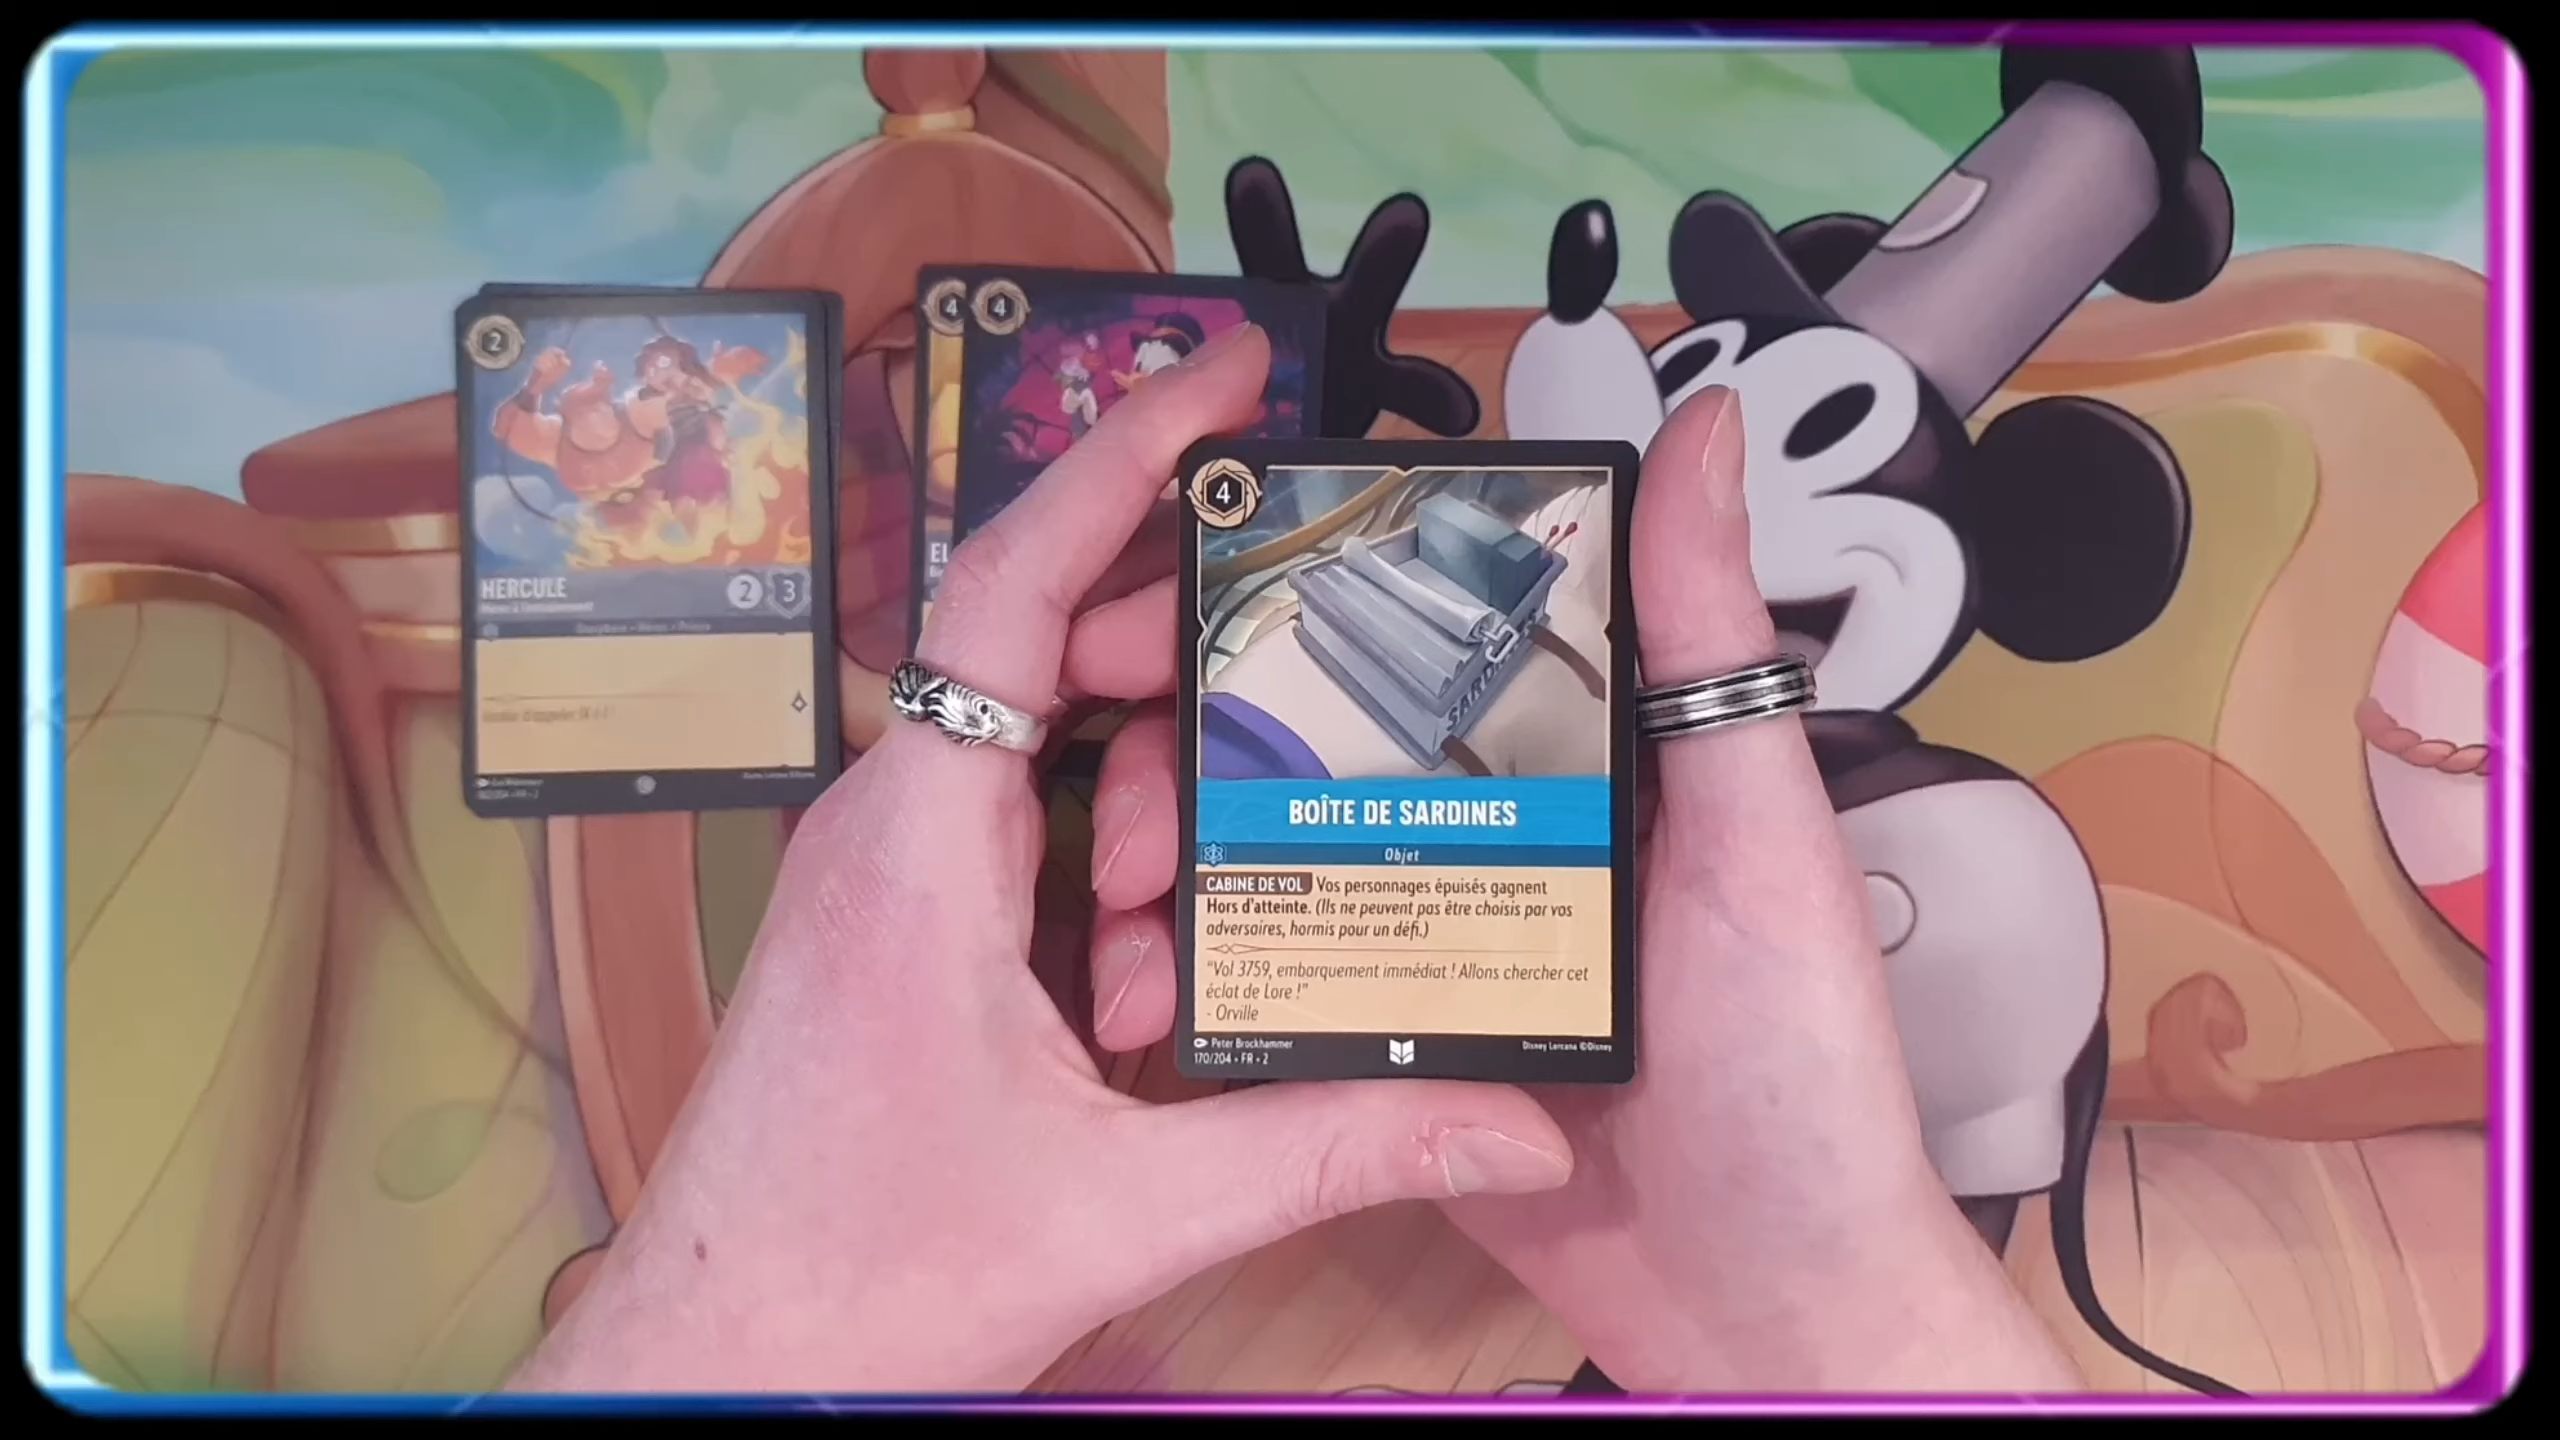 2
HERCULE
2 3
4
4
EL
4
SARDI
BOÎTE DE SARDINES
Objet
CABINE DE VOL Vos personnages épuisés gagnent
Hors d'atteinte. (Ils ne peuvent pas être choisis par vos
adversaires, hormis pour un défi.)
"Vol 3759, embarquement immédiat ! Allons chercher cet
éclat de Lore !"
- Orville
Peter Brockhammer
170/204 • FR • 2
Disney Lorcana ©Disney